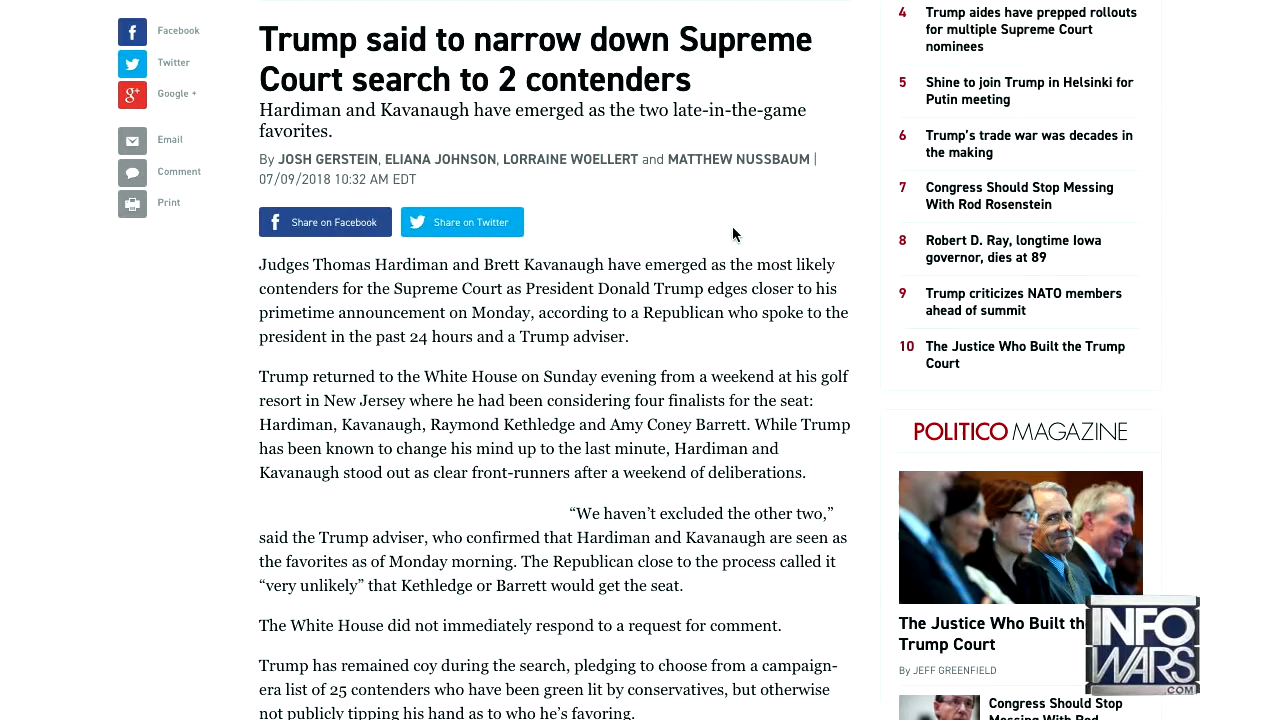 Facebook
Twitter
Google +
Email
Comment
Print
Trump said to narrow down Supreme
Court search to 2 contenders
Hardiman and Kavanaugh have emerged as the two late-in-the-game
favorites.
By JOSH GERSTEIN, ELIANA JOHNSON, LORRAINE WOELLERT and MATTHEW NUSSBAUM |
07/09/2018 10:32 AM EDT
Share on Facebook
Share on Twitter
Judges Thomas Hardiman and Brett Kavanaugh have emerged as the most likely
contenders for the Supreme Court as President Donald Trump edges closer to his
primetime announcement on Monday, according to a Republican who spoke to the
president in the past 24 hours and a Trump adviser.
Trump returned to the White House on Sunday evening from a weekend at his golf
resort in New Jersey where he had been considering four finalists for the seat:
Hardiman, Kavanaugh, Raymond Kethledge and Amy Coney Barrett. While Trump
has been known to change his mind up to the last minute, Hardiman and
Kavanaugh stood out as clear front-runners after a weekend of deliberations.
“We haven’t excluded the other two,”
said the Trump adviser, who confirmed that Hardiman and Kavanaugh are seen as
the favorites as of Monday morning. The Republican close to the process called it
“very unlikely” that Kethledge or Barrett would get the seat.
The White House did not immediately respond to a request for comment.
Trump has remained coy during the search, pledging to choose from a campaign-
era list of 25 contenders who have been green lit by conservatives, but otherwise
not publicly tipping his hand as to who he’s favoring.
4 Trump aides have prepped rollouts
for multiple Supreme Court
nominees
5 Shine to join Trump in Helsinki for
Putin meeting
6 Trump’s trade war was decades in
the making
7 Congress Should Stop Messing
With Rod Rosenstein
8 Robert D. Ray, longtime Iowa
governor, dies at 89
9 Trump criticizes NATO members
ahead of summit
10 The Justice Who Built the Trump
Court
POLITICO MAGAZINE
The Justice Who Built th
Trump Court
By JEFF GREENFIELD
Congress Should Stop
Messing With Rod
INFO
WARS
.COM